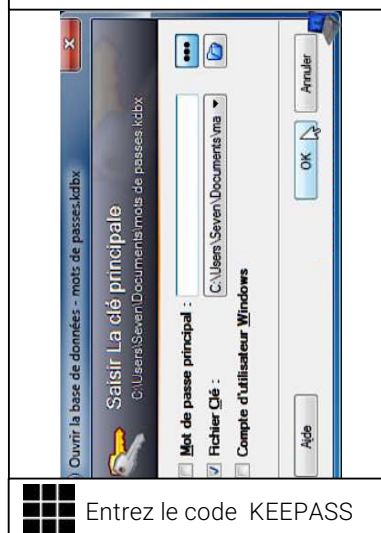 Ouvrir la base de données - mots de passes.kdbx
Saisir La clé principale
C:\Users\Seven\Documents\mots de passes.kdbx
Mot de passe principal :
Fichier Clé :
C:\Users\Seven\Documents\ma
Compte d'utilisateur Windows
Aide
OK
Annuler
Entrez le code KEEPASS